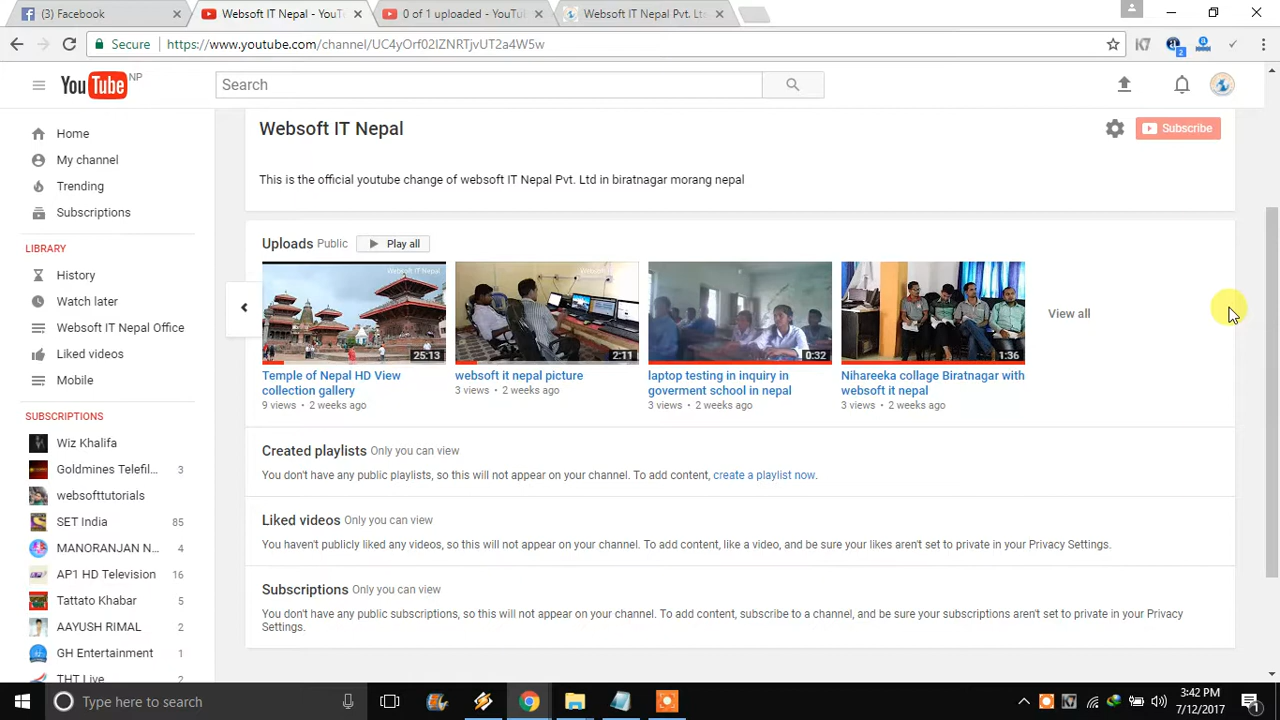 (3) Facebook
Websoft IT Nepal - YouT
0 of 1 uploaded - YouTu
Websoft IT Nepal Pvt. Lt
Secure
https://www.youtube.com/channel/UC4yOrf02IZNRTjvUT2a4W5w
2
YouTube NP
Search
Home
My channel
Trending
Subscriptions
LIBRARY
History
Watch later
Websoft IT Nepal Office
Liked videos
Mobile
SUBSCRIPTIONS
Wiz Khalifa
Goldmines Telefil... 3
websofttutorials
SET India 85
MANORANJAN N... 4
AP1 HD Television 16
Tattato Khabar 5
AAYUSH RIMAL 2
GH Entertainment 1
THT Live 2
Websoft IT Nepal
Subscribe
This is the official youtube change of websoft IT Nepal Pvt. Ltd in biratnagar morang nepal
Uploads Public Play all
Websoft IT Nepal
25:13
Temple of Nepal HD View
collection gallery
9 views • 2 weeks ago
2:11
websoft it nepal picture
3 views • 2 weeks ago
0:32
laptop testing in inquiry in
goverment school in nepal
3 views • 2 weeks ago
1:36
Nihareeka collage Biratnagar with
websoft it nepal
3 views • 2 weeks ago
View all
Created playlists Only you can view
You don't have any public playlists, so this will not appear on your channel. To add content, create a playlist now.
Liked videos Only you can view
You haven't publicly liked any videos, so this will not appear on your channel. To add content, like a video, and be sure your likes aren't set to private in your Privacy Settings.
Subscriptions Only you can view
You don't have any public subscriptions, so this will not appear on your channel. To add content, subscribe to a channel, and be sure your subscriptions aren't set to private in your Privacy
Settings.
Type here to search
3:42 PM
7/12/2017
1